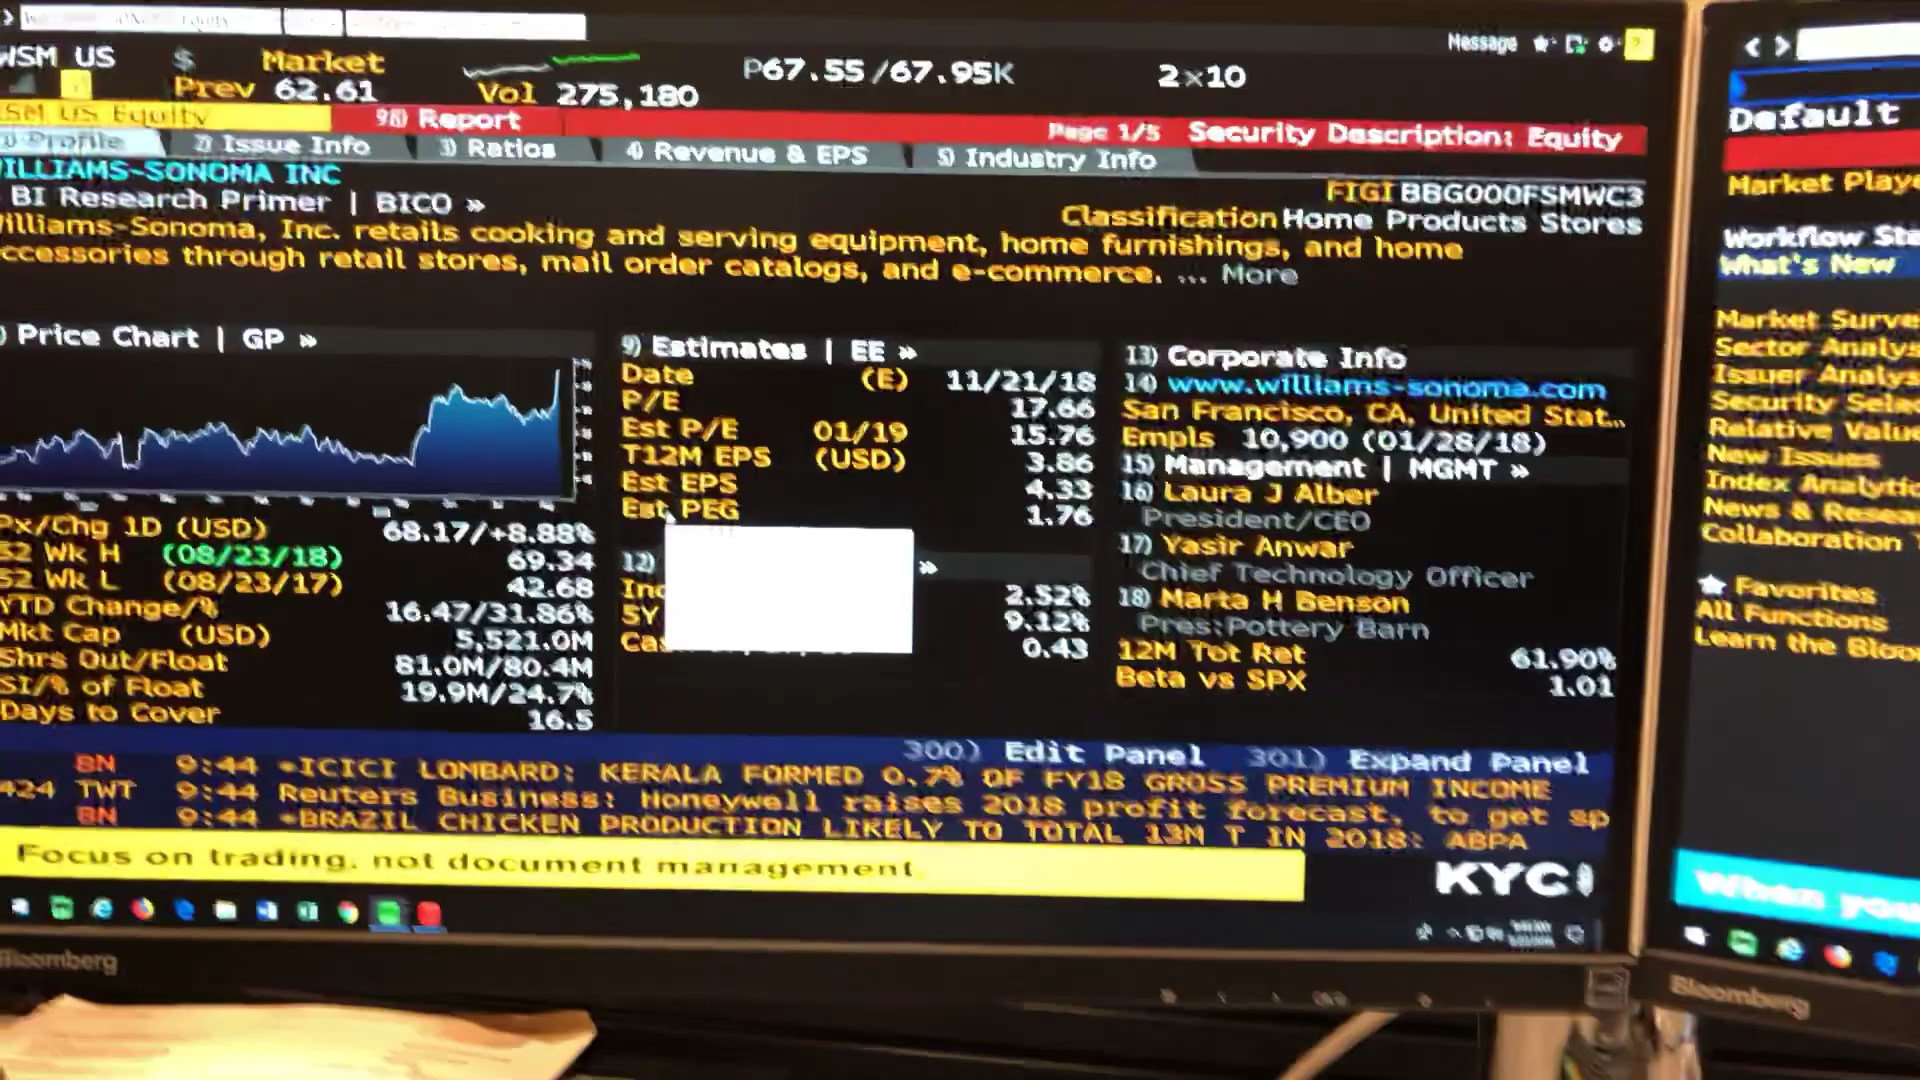 WSM US $ Market
Prev 62.61 Vol 275,180 P67.55/67.95K 2x10
Message
SM US Equity 98) Report Page 1/5 Security Description: Equity
1) Profile 2) Issue Info 3) Ratios 4) Revenue & EPS 5) Industry Info
WILLIAMS-SONOMA INC
FIGI BBG000FSMWC3
BI Research Primer | BICO »
Classification Home Products Stores
Williams-Sonoma, Inc. retails cooking and serving equipment, home furnishings, and home
ccessories through retail stores, mail order catalogs, and e-commerce. ... More
) Price Chart | GP »
Px/Chg 1D (USD) 68.17/+8.88%
52 Wk H (08/23/18) 69.34
52 Wk L (08/23/17) 42.68
YTD Change/% 16.47/31.86%
Mkt Cap (USD) 5,521.0M
Shrs Out/Float 81.0M/80.4M
SI/% of Float 19.9M/24.7%
Days to Cover 16.5
9) Estimates | EE »
Date (E) 11/21/18
P/E 17.66
Est P/E 01/19 15.76
T12M EPS (USD) 3.86
Est EPS 4.33
Est PEG 1.76
12) »
Ind 2.52%
5Y 9.12%
Cas 0.43
13) Corporate Info
14) www.williams-sonoma.com
San Francisco, CA, United Stat..
Empls 10,900 (01/28/18)
15) Management | MGMT »
16) Laura J Alber
President/CEO
17) Yasir Anwar
Chief Technology Officer
18) Marta H Benson
Pres:Pottery Barn
12M Tot Ret 61.90%
Beta vs SPX 1.01
300) Edit Panel 301) Expand Panel
BN 9:44 *ICICI LOMBARD: KERALA FORMED 0.7% OF FY18 GROSS PREMIUM INCOME
424 TWT 9:44 Reuters Business: Honeywell raises 2018 profit forecast, to get sp
BN 9:44 *BRAZIL CHICKEN PRODUCTION LIKELY TO TOTAL 13M T IN 2018: ABPA
Focus on trading, not document management.
KYC
Bloomberg
Default
Market Playe
Workflow Sta
What's New
Market Surve
Sector Analys
Issuer Analys
Security Selec
Relative Value
New Issues
Index Analytic
News & Resea
Collaboration T
Favorites
All Functions
Learn the Bloo
When you
Bloomberg